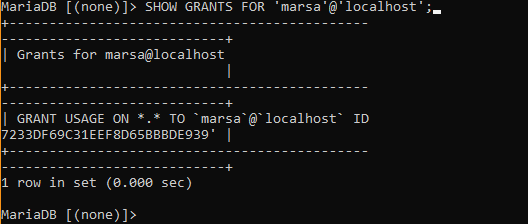 MariaDB [(none)]> SHOW GRANTS FOR 'marsa'@'localhost';
+-----------------------------------------------
----------------------------+
| Grants for marsa@localhost
                            |
+-----------------------------------------------
----------------------------+
| GRANT USAGE ON *.* TO `marsa`@`localhost` ID
7233DF69C31EEF8D65BBBDE939' |
+-----------------------------------------------
----------------------------+
1 row in set (0.000 sec)
MariaDB [(none)]>